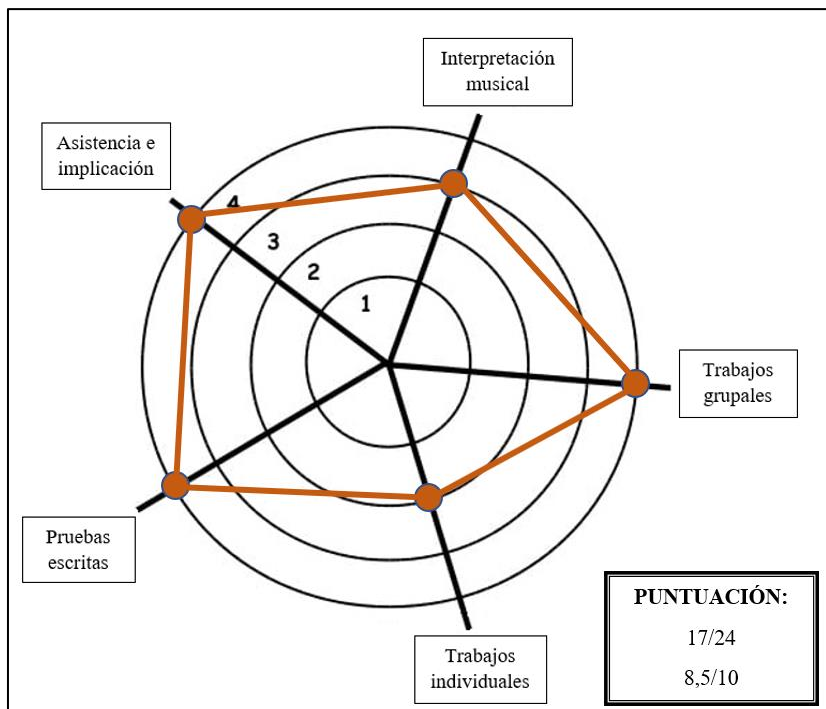 Interpretación
musical
Asistencia e
implicación
4
3
2
1
Trabajos
grupales
Pruebas
escritas
Trabajos
individuales
PUNTUACIÓN:
17/24
8,5/10